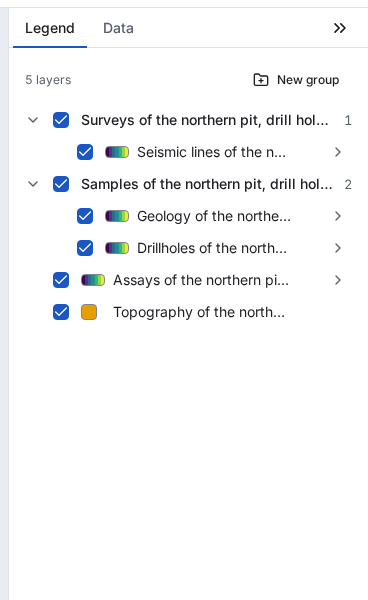 Legend Data
5 layers New group
Surveys of the northern pit, drill hol... 1
Seismic lines of the n...
Samples of the northern pit, drill hol... 2
Geology of the northe...
Drillholes of the north...
Assays of the northern pi...
Topography of the north...